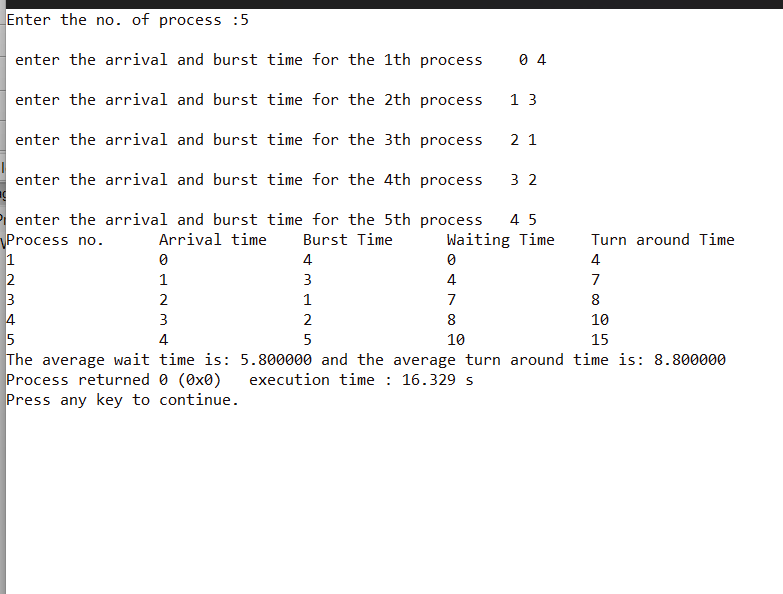 Enter the no. of process :5
enter the arrival and burst time for the 1th process    0 4
enter the arrival and burst time for the 2th process   1 3
enter the arrival and burst time for the 3th process   2 1
enter the arrival and burst time for the 4th process   3 2
enter the arrival and burst time for the 5th process   4 5
Process no.      Arrival time    Burst Time      Waiting Time    Turn around Time
1                0               4               0               4
2                1               3               4               7
3                2               1               7               8
4                3               2               8               10
5                4               5               10              15
The average wait time is: 5.800000 and the average turn around time is: 8.800000
Process returned 0 (0x0)   execution time : 16.329 s
Press any key to continue.